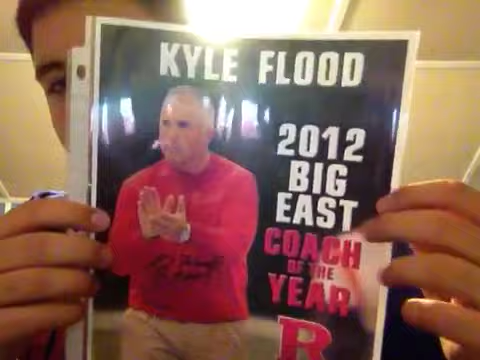 KYLE FLOOD
2012
BIG
EAST
COACH
OF THE
YEAR
R